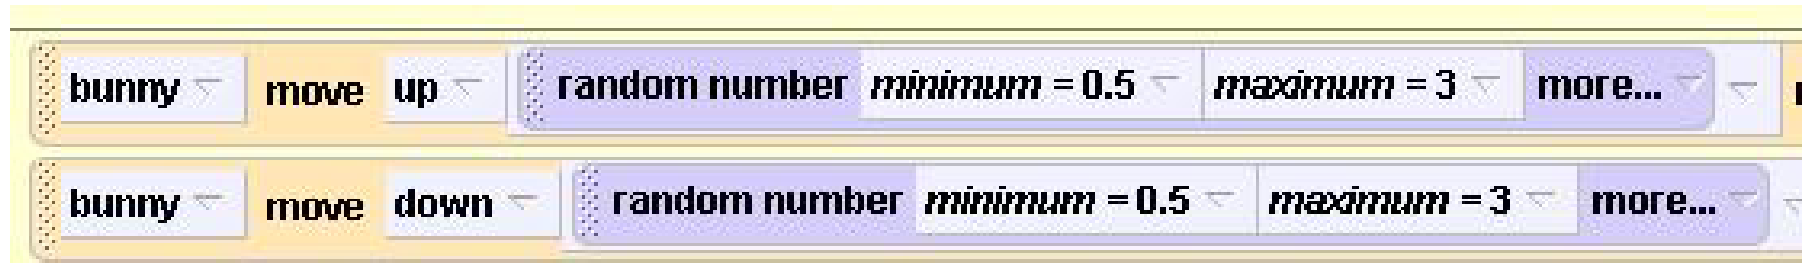 bunny move up random number minimum = 0.5 maximum = 3 more...
bunny move down random number minimum = 0.5 maximum = 3 more...